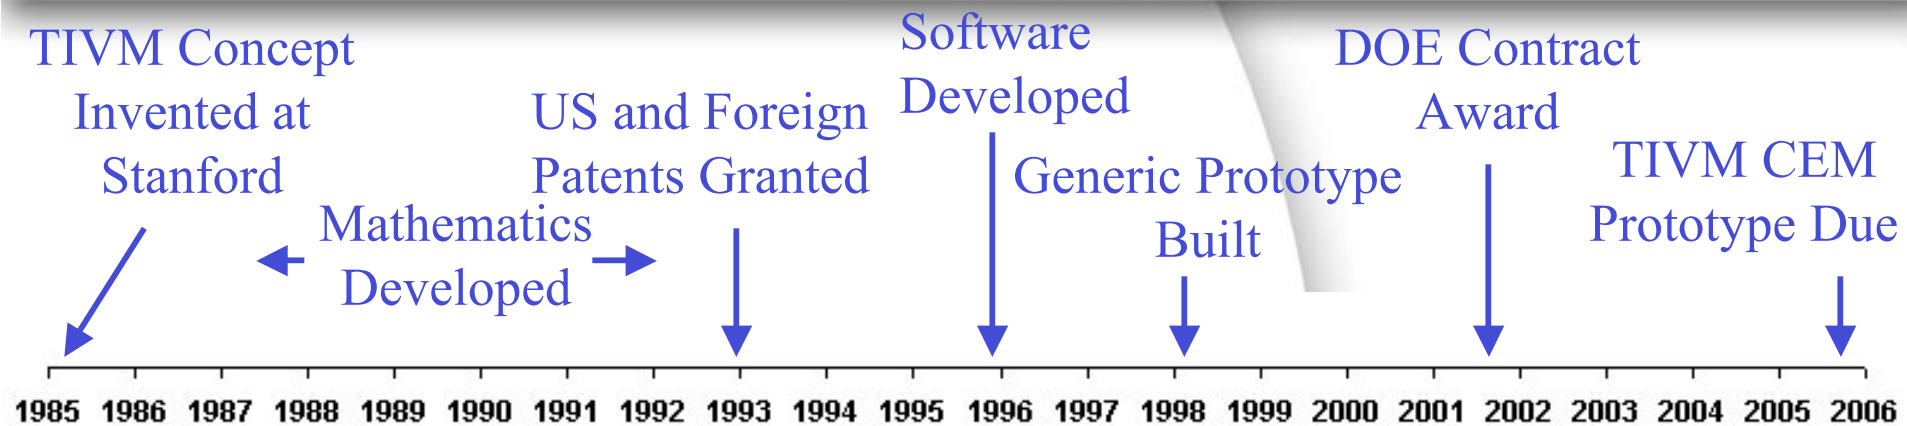 TIVM Concept
Invented at
Stanford
Mathematics
Developed
US and Foreign
Patents Granted
Software
Developed
Generic Prototype
Built
DOE Contract
Award
TIVM CEM
Prototype Due
1985 1986 1987 1988 1989 1990 1991 1992 1993 1994 1995 1996 1997 1998 1999 2000 2001 2002 2003 2004 2005 2006